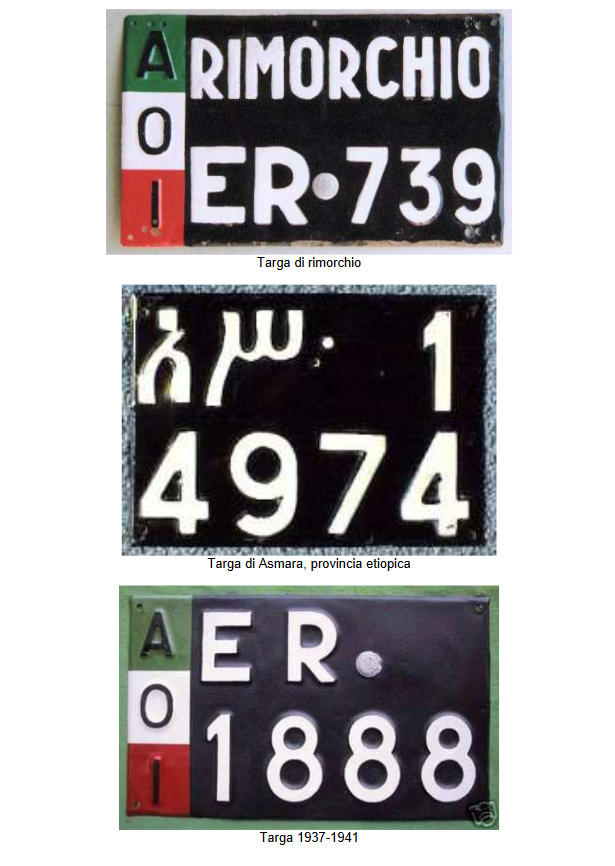 A
O
I
RIMORCHIO
ER•739
Targa di rimorchio
አሥ· 1
4974
Targa di Asmara, provincia etiopica
A
O
I
ER•
1888
Targa 1937-1941